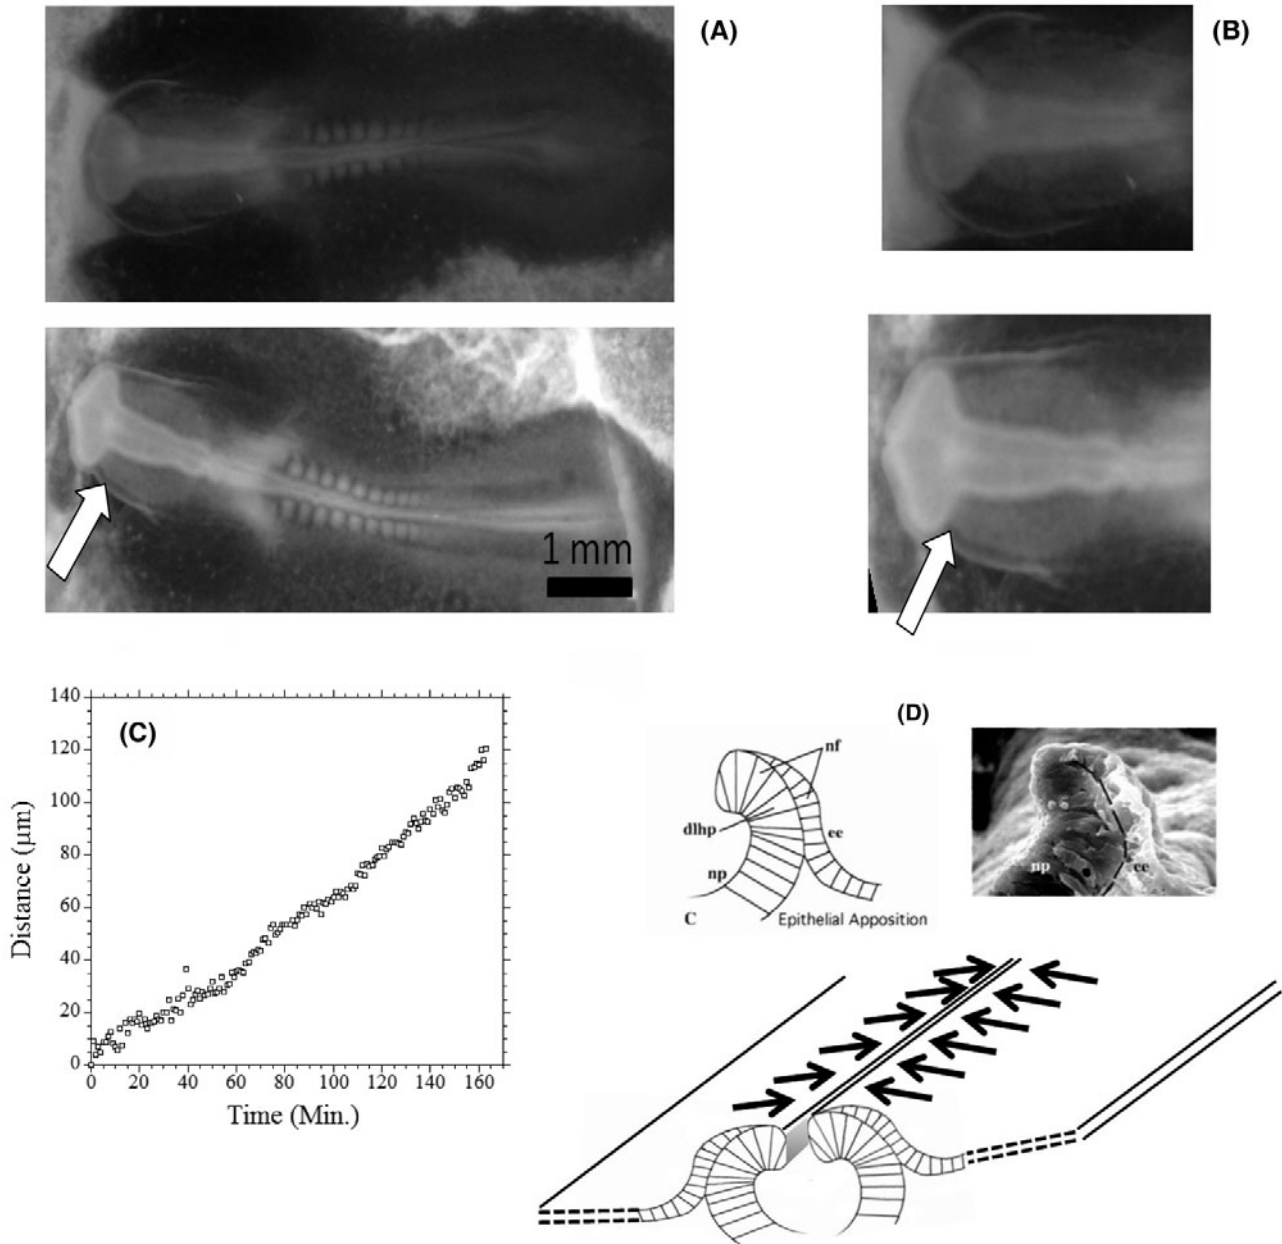 (A)
(B)
1 mm
(C)
140
120
100
80
60
40
20
0
Distance (µm)
0 20 40 60 80 100 120 140 160
Time (Min.)
(D)
nf
dlhp
ee
np
C
Epithelial Apposition
np
ee